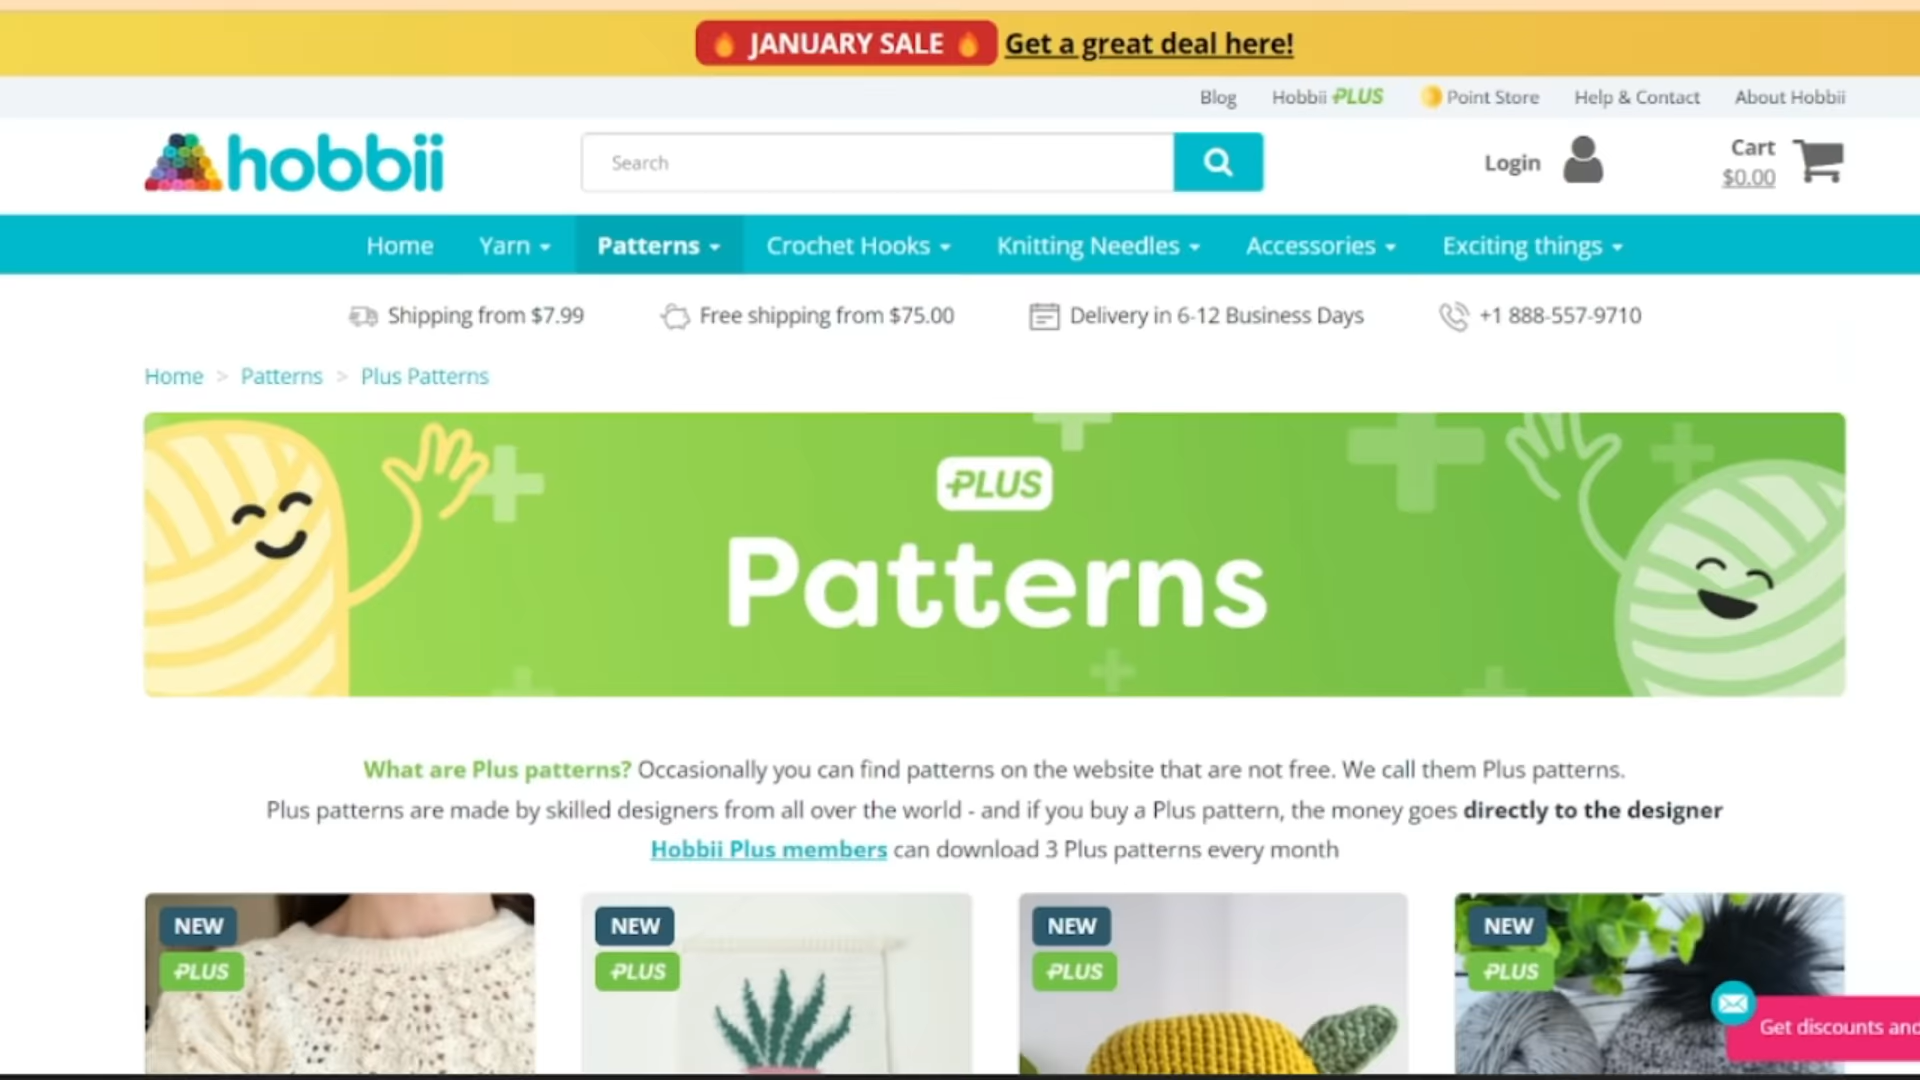 JANUARY SALE Get a great deal here!
Blog Hobbii PLUS Point Store Help & Contact About Hobbii
hobbii
Search
Login
Cart
$0.00
Home Yarn Patterns Crochet Hooks Knitting Needles Accessories Exciting things
Shipping from $7.99 Free shipping from $75.00 Delivery in 6-12 Business Days +1 888-557-9710
Home > Patterns > Plus Patterns
PLUS
Patterns
What are Plus patterns? Occasionally you can find patterns on the website that are not free. We call them Plus patterns.
Plus patterns are made by skilled designers from all over the world - and if you buy a Plus pattern, the money goes directly to the designer
Hobbii Plus members can download 3 Plus patterns every month
NEW NEW NEW NEW
PLUS PLUS PLUS PLUS
Get discounts and